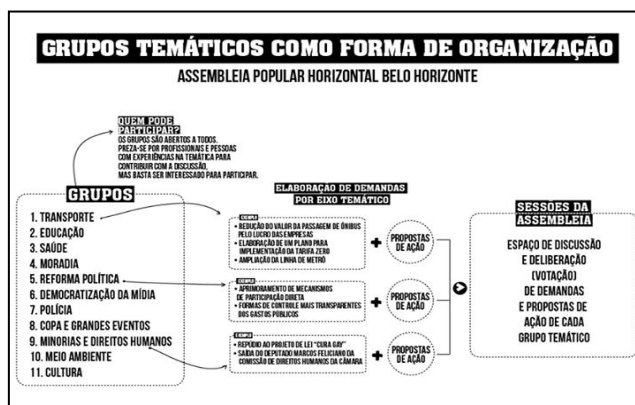 GRUPOS TEMÁTICOS COMO FORMA DE ORGANIZAÇÃO
ASSEMBLEIA POPULAR HORIZONTAL BELO HORIZONTE
QUEM PODE
PARTICIPAR?
OS GRUPOS SÃO ABERTOS A TODOS.
PREZA-SE POR PROFISSIONAIS E PESSOAS
COM EXPERIÊNCIAS NA TEMÁTICA PARA
CONTRIBUIR COM A DISCUSSÃO,
MAS BASTA SER INTERESSADO PARA PARTICIPAR.
GRUPOS
1. TRANSPORTE
2. EDUCAÇÃO
3. SAÚDE
4. MORADIA
5. REFORMA POLÍTICA
6. DEMOCRATIZAÇÃO DA MÍDIA
7. POLÍCIA
8. COPA E GRANDES EVENTOS
9. MINORIAS E DIREITOS HUMANOS
10. MEIO AMBIENTE
11. CULTURA
ELABORAÇÃO DE DEMANDAS
POR EIXO TEMÁTICO
EXEMPLO
• REDUÇÃO DO VALOR DA PASSAGEM DE ÔNIBUS
PELO LUCRO DAS EMPRESAS
• ELABORAÇÃO DE UM PLANO PARA
IMPLEMENTAÇÃO DA TARIFA ZERO
• AMPLIAÇÃO DA LINHA DE METRÔ
+
PROPOSTAS
DE AÇÃO
EXEMPLO
• APRIMORAMENTO DE MECANISMOS
DE PARTICIPAÇÃO DIRETA
• FORMAS DE CONTROLE MAIS TRANSPARENTES
DOS GASTOS PÚBLICOS
+
PROPOSTAS
DE AÇÃO
EXEMPLO
• REPÚDIO AO PROJETO DE LEI "CURA GAY"
• SAÍDA DO DEPUTADO MARCOS FELICIANO DA
COMISSÃO DE DIREITOS HUMANOS DA CÂMARA
+
PROPOSTAS
DE AÇÃO
SESSÕES DA
ASSEMBLEIA
ESPAÇO DE DISCUSSÃO
E DELIBERAÇÃO
(VOTAÇÃO)
DE DEMANDAS
E PROPOSTAS DE
AÇÃO DE CADA
GRUPO TEMÁTICO